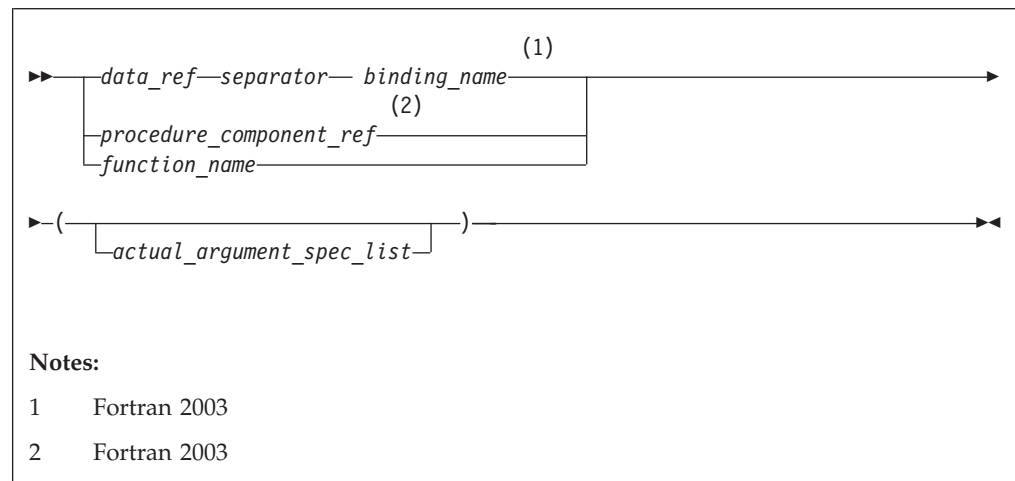 (1)
data_ref separator binding_name
(2)
procedure_component_ref
function_name
( )
actual_argument_spec_list
Notes:
1 Fortran 2003
2 Fortran 2003